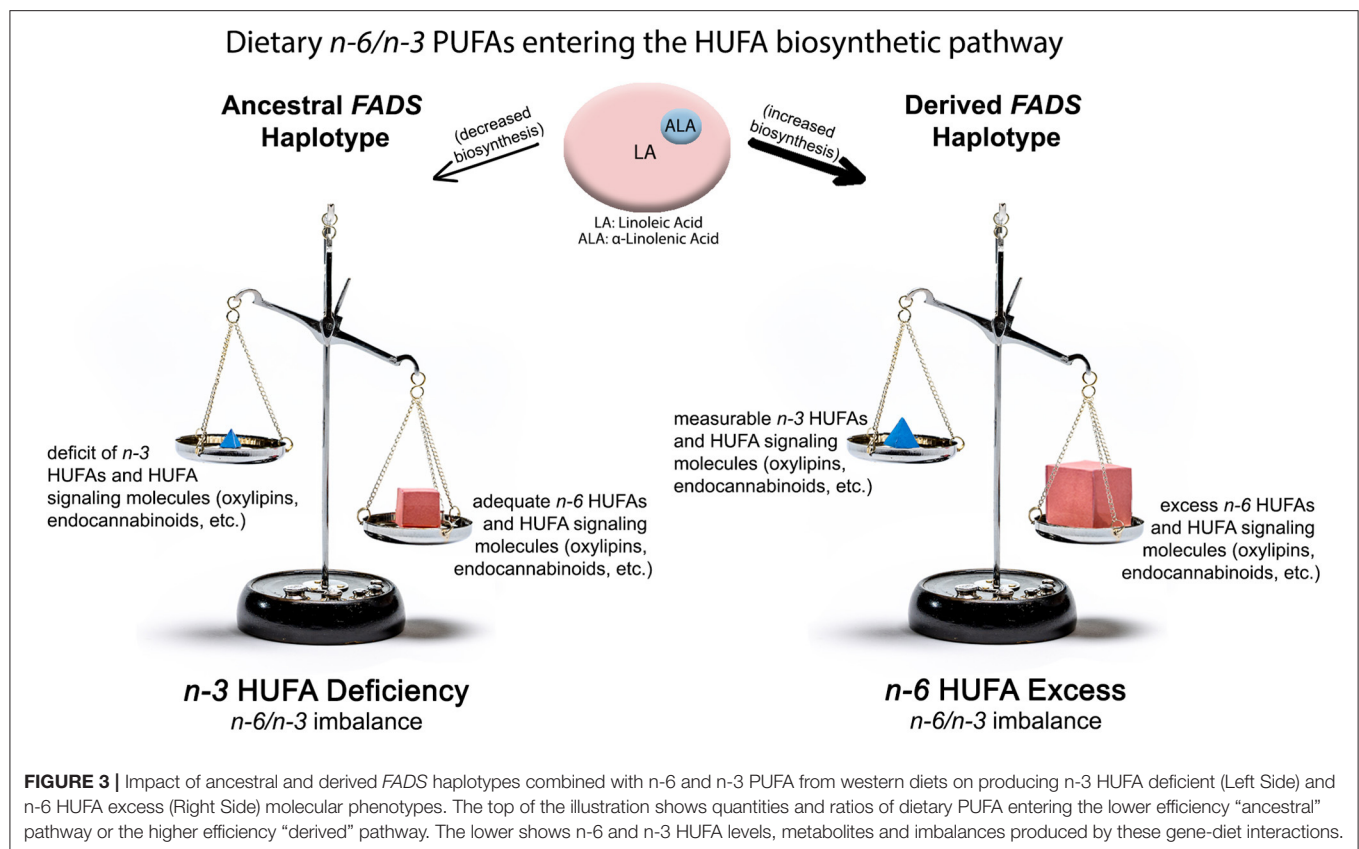 Dietary n-6/n-3 PUFAs entering the HUFA biosynthetic pathway
Ancestral FADS
Haplotype
(decreased
biosynthesis)
ALA
LA
(increased
biosynthesis)
Derived FADS
Haplotype
LA: Linoleic Acid
ALA: α-Linolenic Acid
deficit of n-3
HUFAs and HUFA
signaling molecules (oxylipins,
endocannabinoids, etc.)
adequate n-6 HUFAs
and HUFA signaling
molecules (oxylipins,
endocannabinoids, etc.)
measurable n-3 HUFAs
and HUFA signaling
molecules (oxylipins,
endocannabinoids, etc.)
excess n-6 HUFAs
and HUFA signaling
molecules (oxylipins,
endocannabinoids, etc.)
n-3 HUFA Deficiency
n-6/n-3 imbalance
n-6 HUFA Excess
n-6/n-3 imbalance
FIGURE 3 | Impact of ancestral and derived FADS haplotypes combined with n-6 and n-3 PUFA from western diets on producing n-3 HUFA deficient (Left Side) and
n-6 HUFA excess (Right Side) molecular phenotypes. The top of the illustration shows quantities and ratios of dietary PUFA entering the lower efficiency “ancestral”
pathway or the higher efficiency “derived” pathway. The lower shows n-6 and n-3 HUFA levels, metabolites and imbalances produced by these gene-diet interactions.